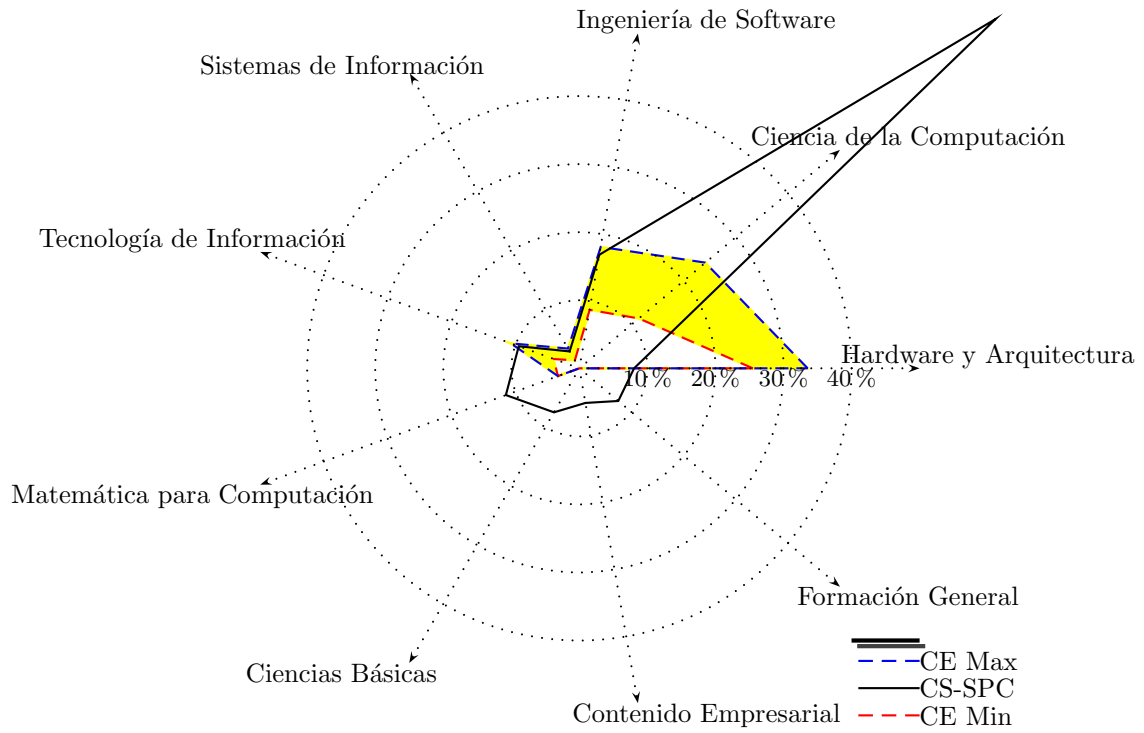 Ingeniería de Software
Sistemas de Información
Ciencia de la Computación
Tecnología de Información
Hardware y Arquitectura
10 % 20 % 30 % 40 %
Matemática para Computación
Formación General
Ciencias Básicas
Contenido Empresarial
CE Max
CS-SPC
CE Min